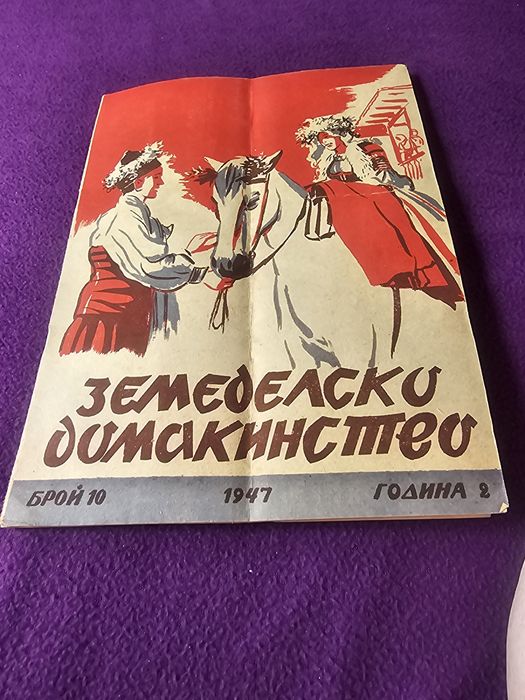 Земеделско
домакинство
БРОЙ 10 1947 ГОДИНА 2